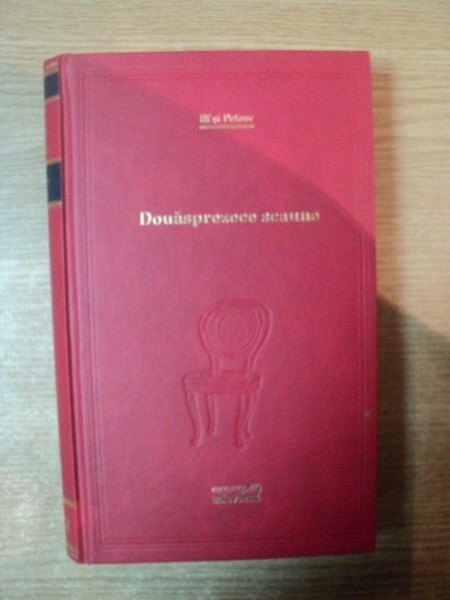 Ilf și Petrov
Douăsprezece scaune